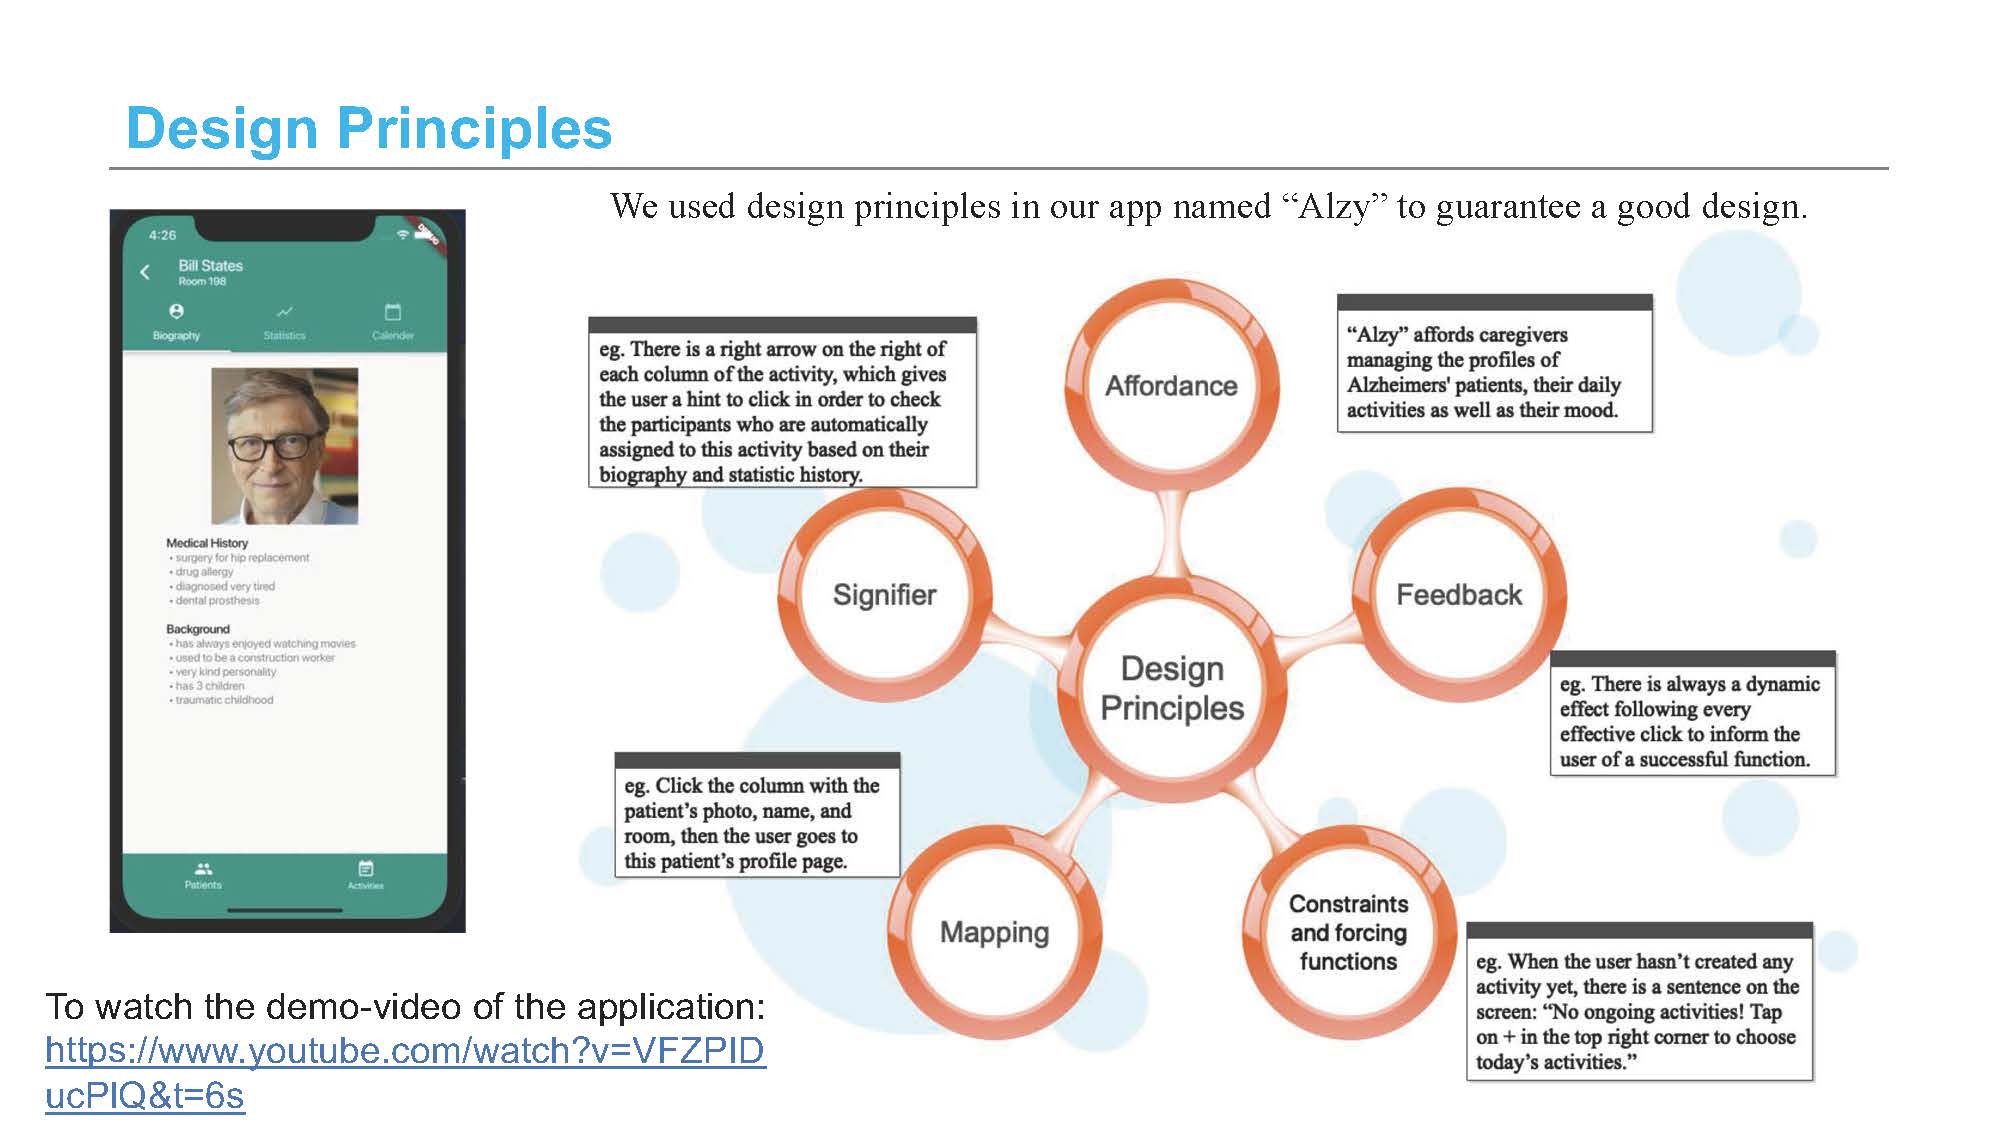 Design Principles
We used design principles in our app named “Alzy” to guarantee a good design.
4:26
DEMO
Bill States
Room 198
Biography
Statistics
Calender
Medical History
• surgery for hip replacement
• drug allergy
• diagnosed very tired
• dental prosthesis
Background
• has always enjoyed watching movies
• used to be a construction worker
• very kind personality
• has 3 children
• traumatic childhood
Patients
Activities
eg. There is a right arrow on the right of
each column of the activity, which gives
the user a hint to click in order to check
the participants who are automatically
assigned to this activity based on their
biography and statistic history.
Affordance
“Alzy” affords caregivers
managing the profiles of
Alzheimers' patients, their daily
activities as well as their mood.
Signifier
Feedback
Design
Principles
eg. There is always a dynamic
effect following every
effective click to inform the
user of a successful function.
eg. Click the column with the
patient’s photo, name, and
room, then the user goes to
this patient’s profile page.
Mapping
Constraints
and forcing
functions
eg. When the user hasn’t created any
activity yet, there is a sentence on the
screen: “No ongoing activities! Tap
on + in the top right corner to choose
today’s activities.”
To watch the demo-video of the application:
https://www.youtube.com/watch?v=VFZPID
ucPlQ&t=6s